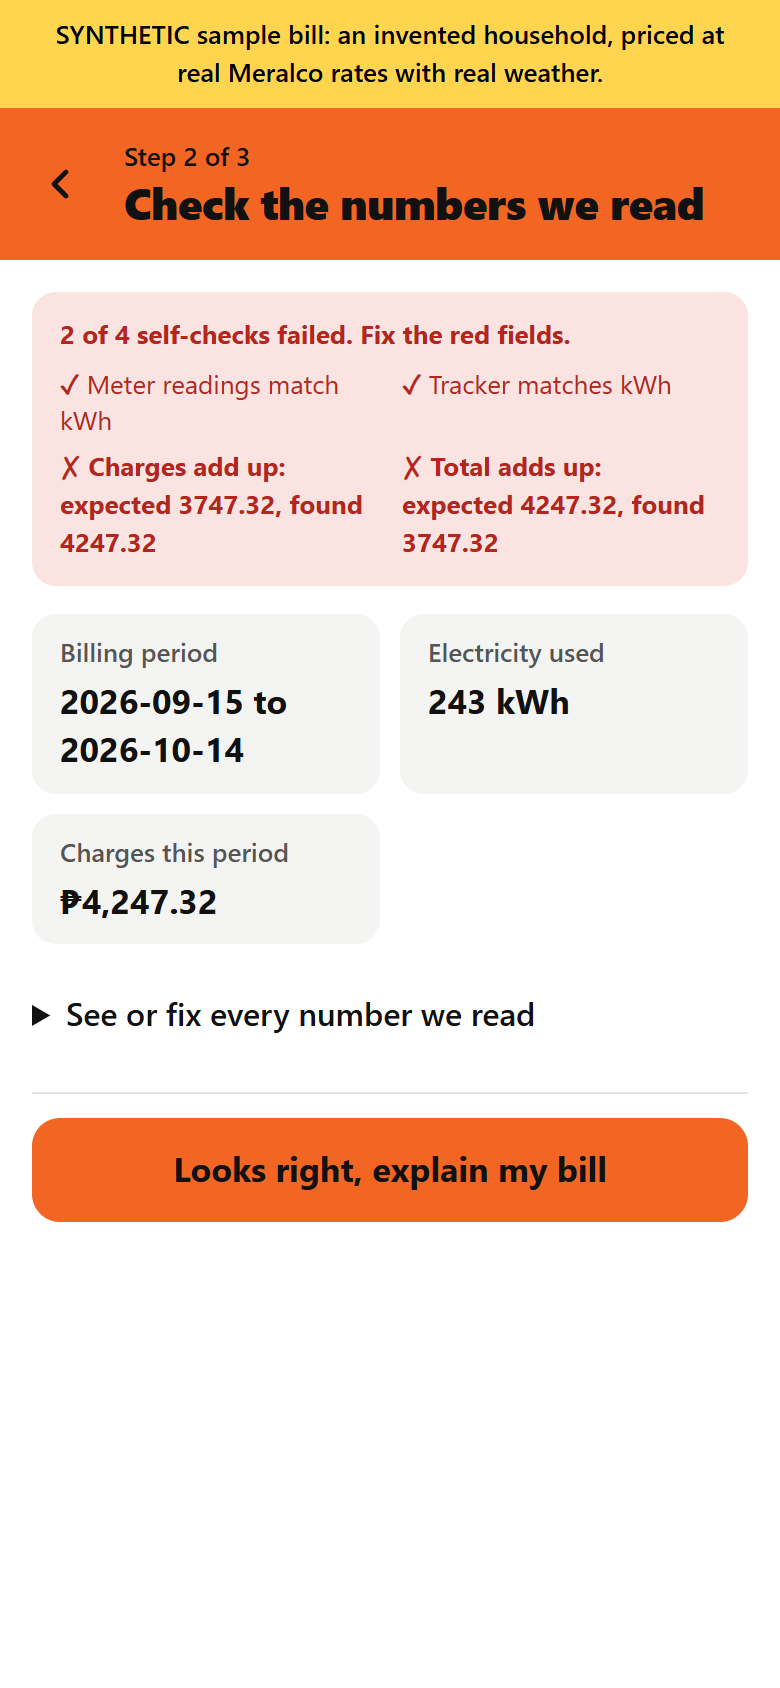 SYNTHETIC sample bill: an invented household, priced at
real Meralco rates with real weather.
Step 2 of 3
Check the numbers we read
2 of 4 self-checks failed. Fix the red fields.
✓ Meter readings match
kWh
✓ Tracker matches kWh
✗ Charges add up:
expected 3747.32, found
4247.32
✗ Total adds up:
expected 4247.32, found
3747.32
Billing period
2026-09-15 to
2026-10-14
Electricity used
243 kWh
Charges this period
₱4,247.32
▶ See or fix every number we read
Looks right, explain my bill